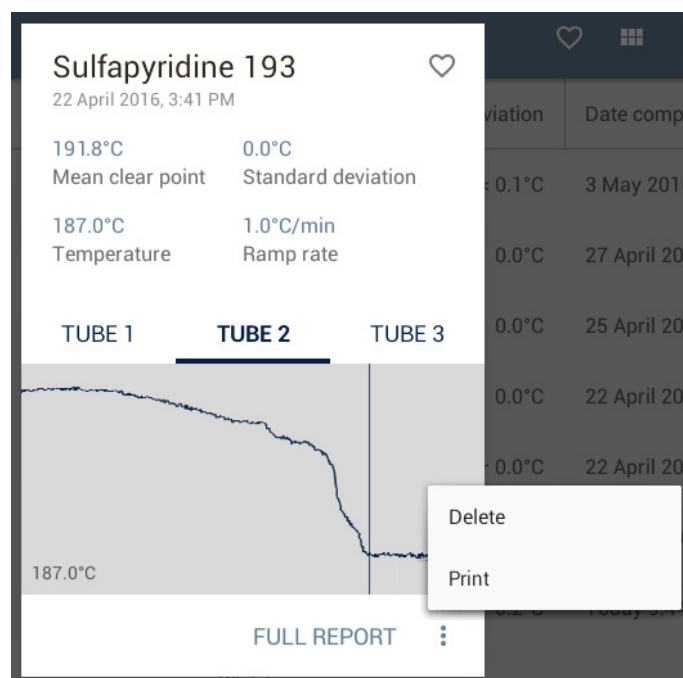 Sulfapyridine 193
22 April 2016, 3:41 PM
191.8°C 0.0°C
Mean clear point Standard deviation
187.0°C 1.0°C/min
Temperature Ramp rate
TUBE 1 TUBE 2 TUBE 3
187.0°C
FULL REPORT
Delete
Print
viation Date comp
0.1°C 3 May 201
0.0°C 27 April 20
0.0°C 25 April 20
0.0°C 22 April 20
0.0°C 22 April 20